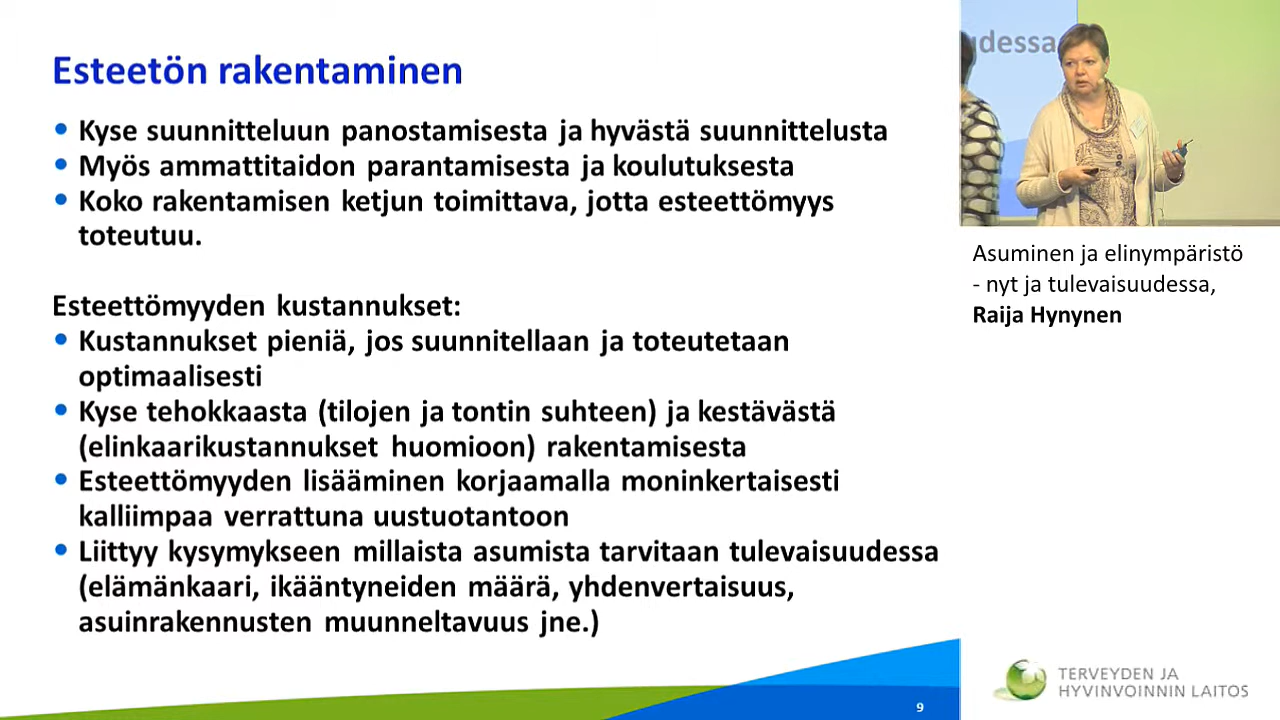 Esteetön rakentaminen
• Kyse suunnitteluun panostamisesta ja hyvästä suunnittelusta
• Myös ammattitaidon parantamisesta ja koulutuksesta
• Koko rakentamisen ketjun toimittava, jotta esteettömyys
toteutuu.
Esteettömyyden kustannukset:
• Kustannukset pieniä, jos suunnitellaan ja toteutetaan
optimaalisesti
• Kyse tehokkaasta (tilojen ja tontin suhteen) ja kestävästä
(elinkaarikustannukset huomioon) rakentamisesta
• Esteettömyyden lisääminen korjaamalla moninkertaisesti
kalliimpaa verrattuna uustuotantoon
• Liittyy kysymykseen millaista asumista tarvitaan tulevaisuudessa
(elämänkaari, ikääntyneiden määrä, yhdenvertaisuus,
asuinrakennusten muunneltavuus jne.)
9
udessa
Asuminen ja elinympäristö
- nyt ja tulevaisuudessa,
Raija Hynynen
TERVEYDEN JA
HYVINVOINNIN LAITOS